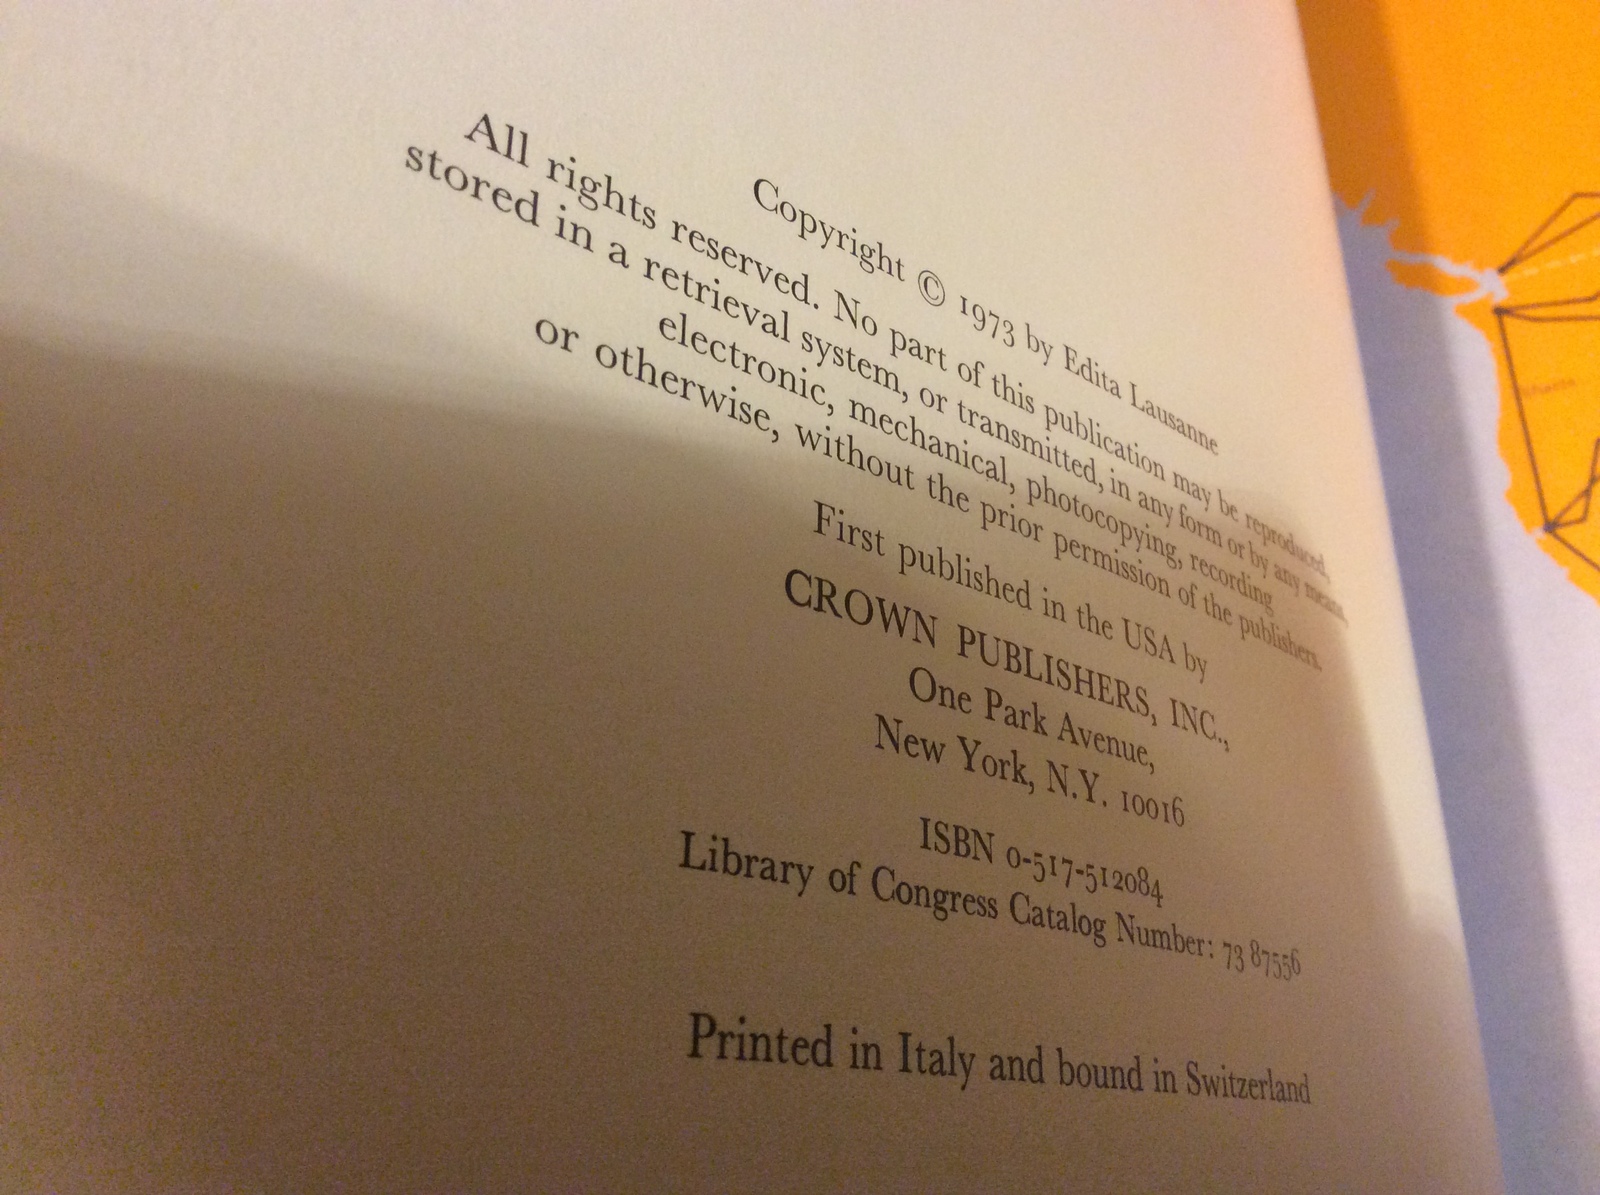 Copyright © 1973 by Edita Lausanne
All rights reserved. No part of this publication may be reproduced,
stored in a retrieval system, or transmitted, in any form or by any means,
electronic, mechanical, photocopying, recording
or otherwise, without the prior permission of the publishers.
First published in the USA by
CROWN PUBLISHERS, INC.,
One Park Avenue,
New York, N.Y. 10016
ISBN 0-517-512084
Library of Congress Catalog Number: 73 87556
Printed in Italy and bound in Switzerland